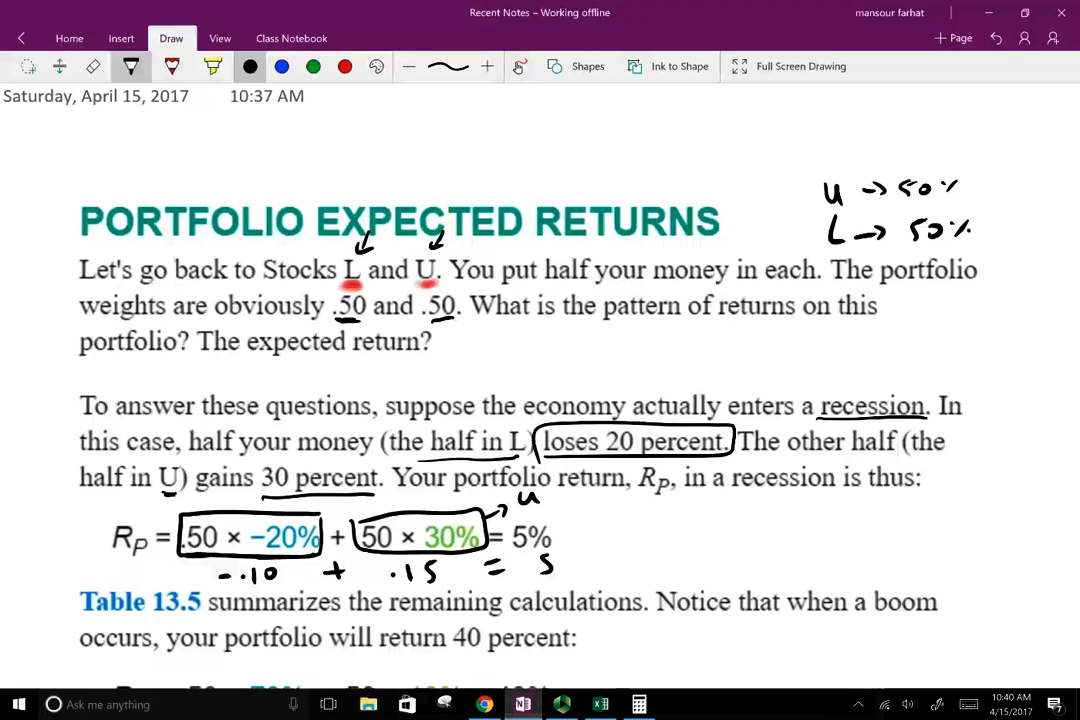 Recent Notes – Working offline
mansour farhat
Home Insert Draw View Class Notebook
Page
Shapes Ink to Shape Full Screen Drawing
Saturday, April 15, 2017 10:37 AM
U → 50%
L → 50%
PORTFOLIO EXPECTED RETURNS
Let's go back to Stocks L and U. You put half your money in each. The portfolio
weights are obviously .50 and .50. What is the pattern of returns on this
portfolio? The expected return?
To answer these questions, suppose the economy actually enters a recession. In
this case, half your money (the half in L) loses 20 percent. The other half (the
half in U) gains 30 percent. Your portfolio return, RP, in a recession is thus:
u
RP = .50 × −20% + .50 × 30% = 5%
-.10 + .15 = 5
Table 13.5 summarizes the remaining calculations. Notice that when a boom
occurs, your portfolio will return 40 percent:
Ask me anything
10:40 AM
4/15/2017